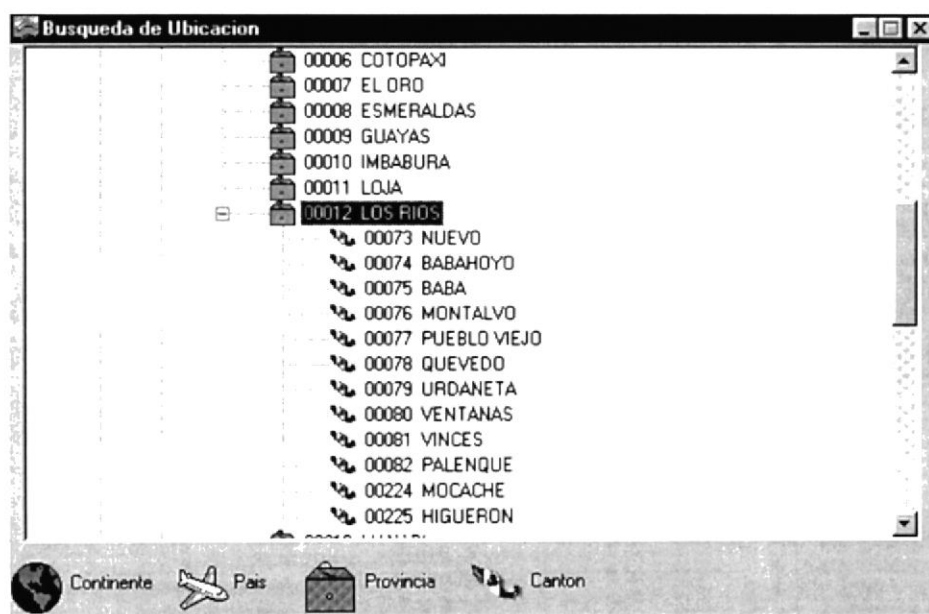 Busqueda de Ubicacion
00006 COTOPAXI
00007 EL ORO
00008 ESMERALDAS
00009 GUAYAS
00010 IMBABURA
00011 LOJA
00012 LOS RIOS
00073 NUEVO
00074 BABAHOYO
00075 BABA
00076 MONTALVO
00077 PUEBLO VIEJO
00078 QUEVEDO
00079 URDANETA
00080 VENTANAS
00081 VINCES
00082 PALENQUE
00224 MOCACHE
00225 HIGUERON
Continente Pais Provincia Canton